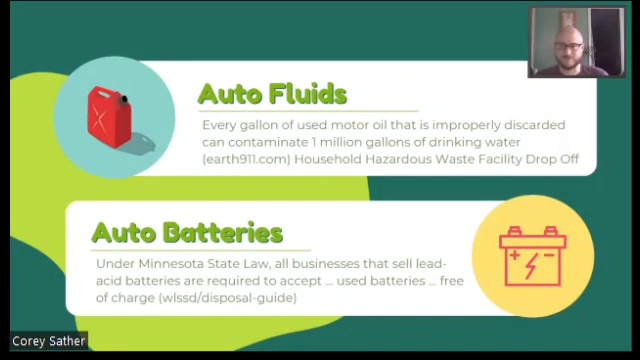 Auto Fluids
Every gallon of used motor oil that is improperly discarded
can contaminate 1 million gallons of drinking water
(earth911.com) Household Hazardous Waste Facility Drop Off
Auto Batteries
Under Minnesota State Law, all businesses that sell lead-
acid batteries are required to accept ... used batteries ... free
of charge (wlssd/disposal-guide)
Corey Sather